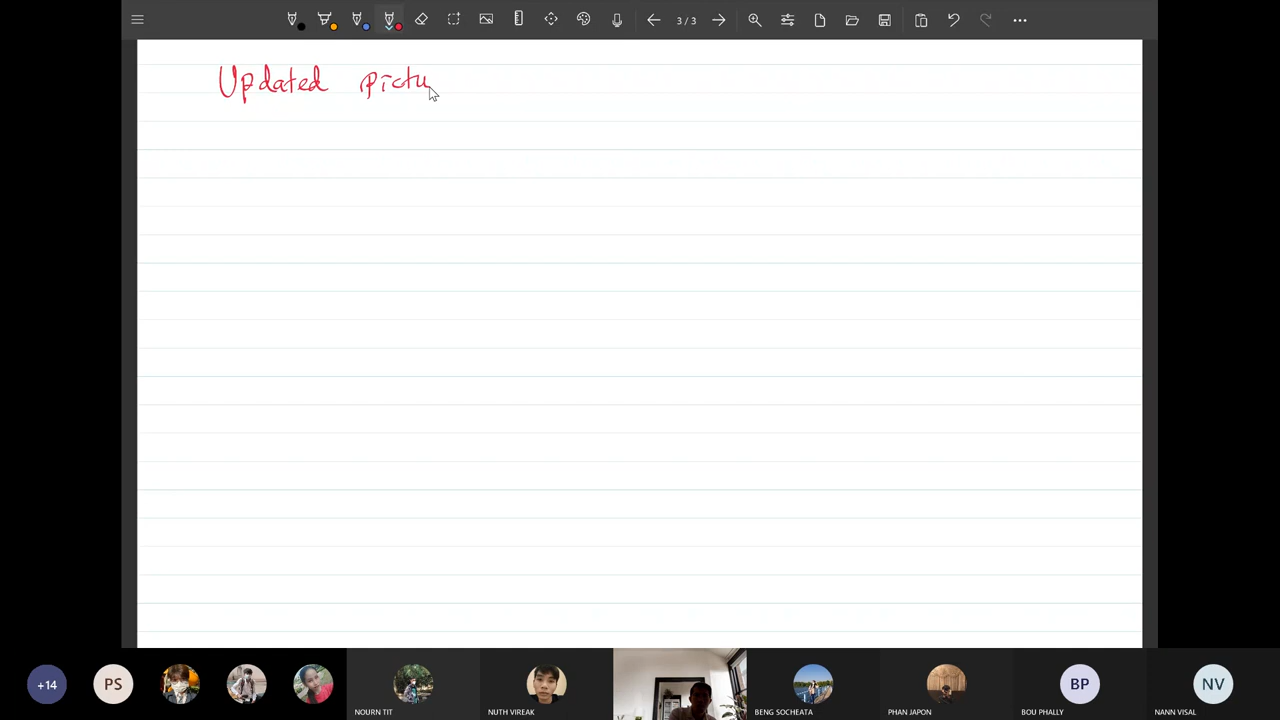 3/3
Updated pictu
+14
PS
NOURN TIT
NUTH VIREAK
BENG SOCHEATA
PHAN JAPON
BP
BOU PHALLY
NV
NANN VISAL